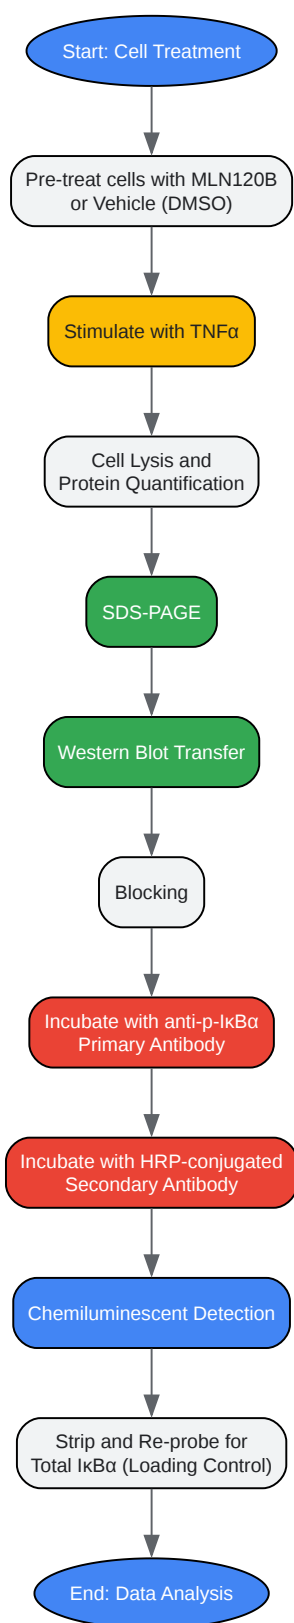 Start: Cell Treatment
Pre-treat cells with MLN120B
or Vehicle (DMSO)
Stimulate with TNFα
Cell Lysis and
Protein Quantification
SDS-PAGE
Western Blot Transfer
Blocking
Incubate with anti-p-IκBα
Primary Antibody
Incubate with HRP-conjugated
Secondary Antibody
Chemiluminescent Detection
Strip and Re-probe for
Total IκBα (Loading Control)
End: Data Analysis